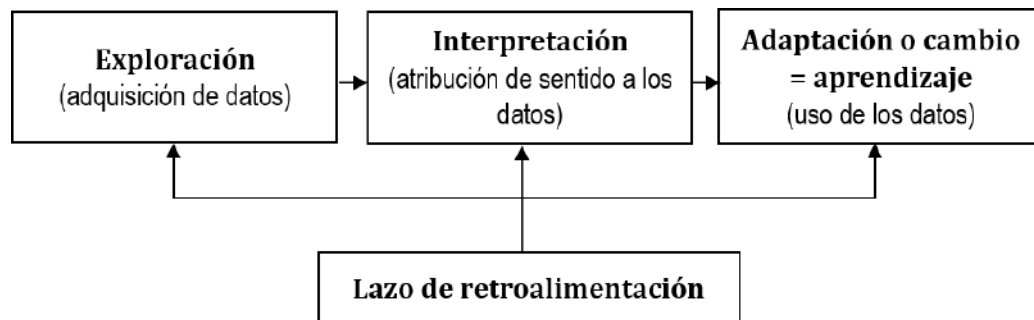 Exploración
(adquisición de datos)
Interpretación
(atribución de sentido a los
datos)
Adaptación o cambio
= aprendizaje
(uso de los datos)
Lazo de retroalimentación